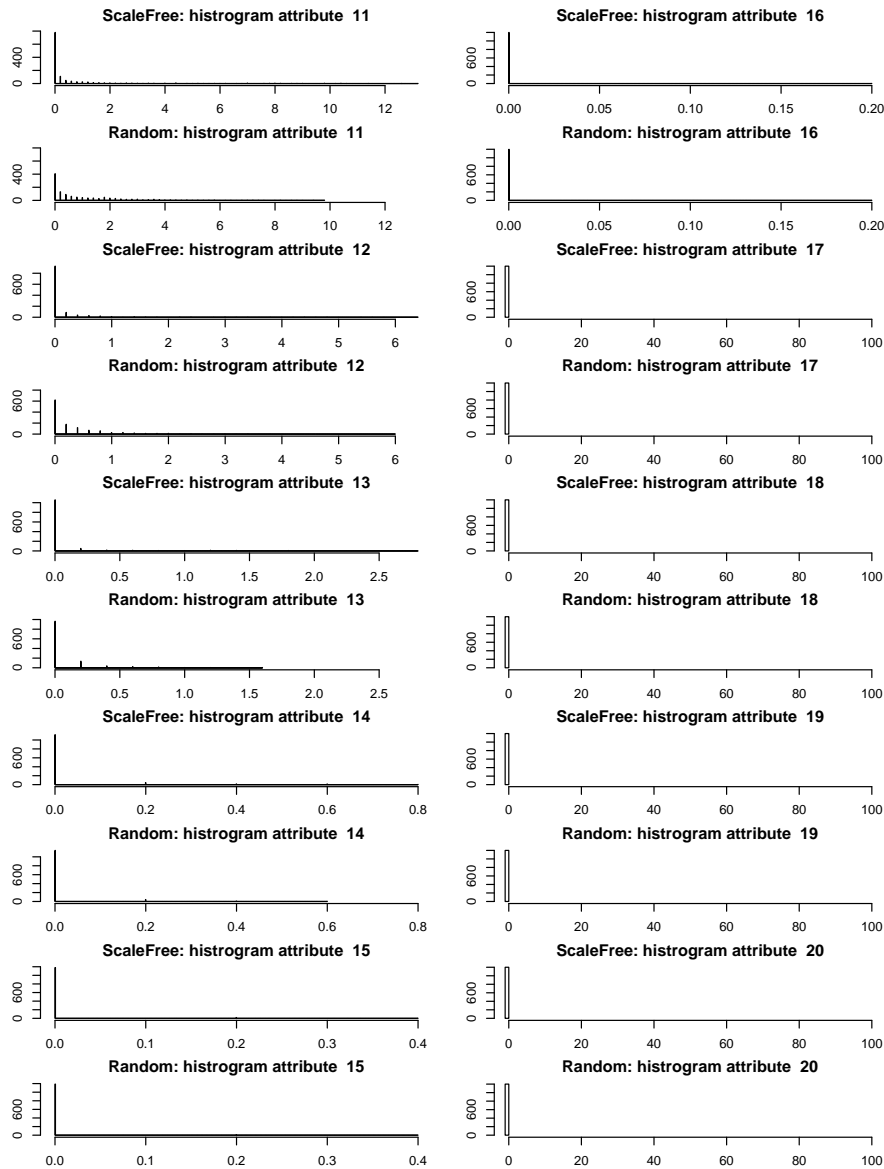 ScaleFree: histrogram attribute 11
0 400
0 2 4 6 8 10 12
Random: histrogram attribute 11
0 400
0 2 4 6 8 10 12
ScaleFree: histrogram attribute 12
0 600
0 1 2 3 4 5 6
Random: histrogram attribute 12
0 600
0 1 2 3 4 5 6
ScaleFree: histrogram attribute 13
0 600
0.0 0.5 1.0 1.5 2.0 2.5
Random: histrogram attribute 13
0 600
0.0 0.5 1.0 1.5 2.0 2.5
ScaleFree: histrogram attribute 14
0 600
0.0 0.2 0.4 0.6 0.8
Random: histrogram attribute 14
0 600
0.0 0.2 0.4 0.6 0.8
ScaleFree: histrogram attribute 15
0 600
0.0 0.1 0.2 0.3 0.4
Random: histrogram attribute 15
0 600
0.0 0.1 0.2 0.3 0.4
ScaleFree: histrogram attribute 16
0 600
0.00 0.05 0.10 0.15 0.20
Random: histrogram attribute 16
0 600
0.00 0.05 0.10 0.15 0.20
ScaleFree: histrogram attribute 17
0 600
0 20 40 60 80 100
Random: histrogram attribute 17
0 600
0 20 40 60 80 100
ScaleFree: histrogram attribute 18
0 600
0 20 40 60 80 100
Random: histrogram attribute 18
0 600
0 20 40 60 80 100
ScaleFree: histrogram attribute 19
0 600
0 20 40 60 80 100
Random: histrogram attribute 19
0 600
0 20 40 60 80 100
ScaleFree: histrogram attribute 20
0 600
0 20 40 60 80 100
Random: histrogram attribute 20
0 600
0 20 40 60 80 100